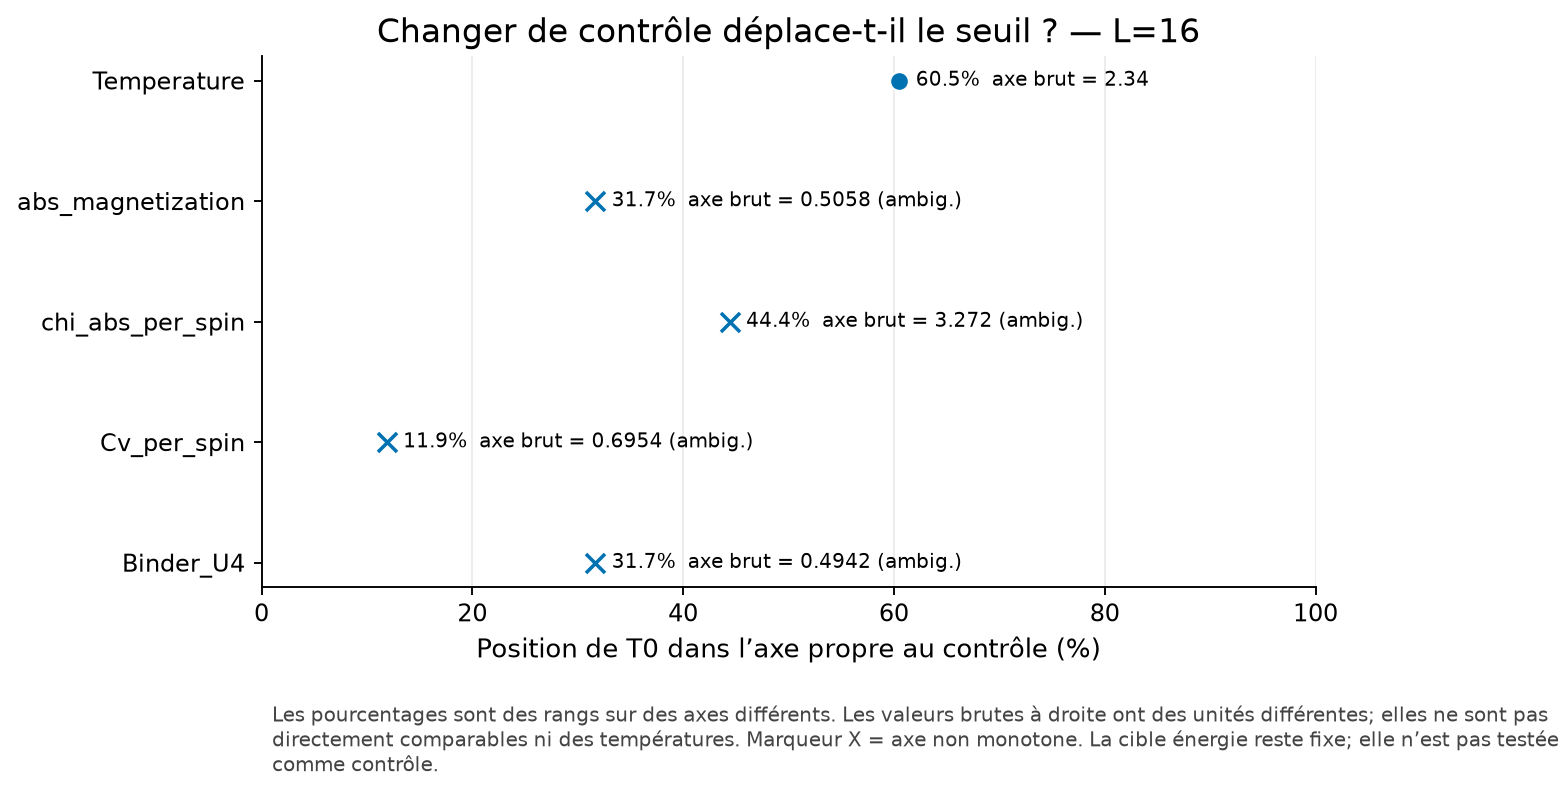 Changer de contrôle déplace-t-il le seuil ? — L=16
Temperature
60.5%  axe brut = 2.34
abs_magnetization
31.7%  axe brut = 0.5058 (ambig.)
chi_abs_per_spin
44.4%  axe brut = 3.272 (ambig.)
Cv_per_spin
11.9%  axe brut = 0.6954 (ambig.)
Binder_U4
31.7%  axe brut = 0.4942 (ambig.)
0 20 40 60 80 100
Position de T0 dans l’axe propre au contrôle (%)
Les pourcentages sont des rangs sur des axes différents. Les valeurs brutes à droite ont des unités différentes; elles ne sont pas
directement comparables ni des températures. Marqueur X = axe non monotone. La cible énergie reste fixe; elle n’est pas testée
comme contrôle.